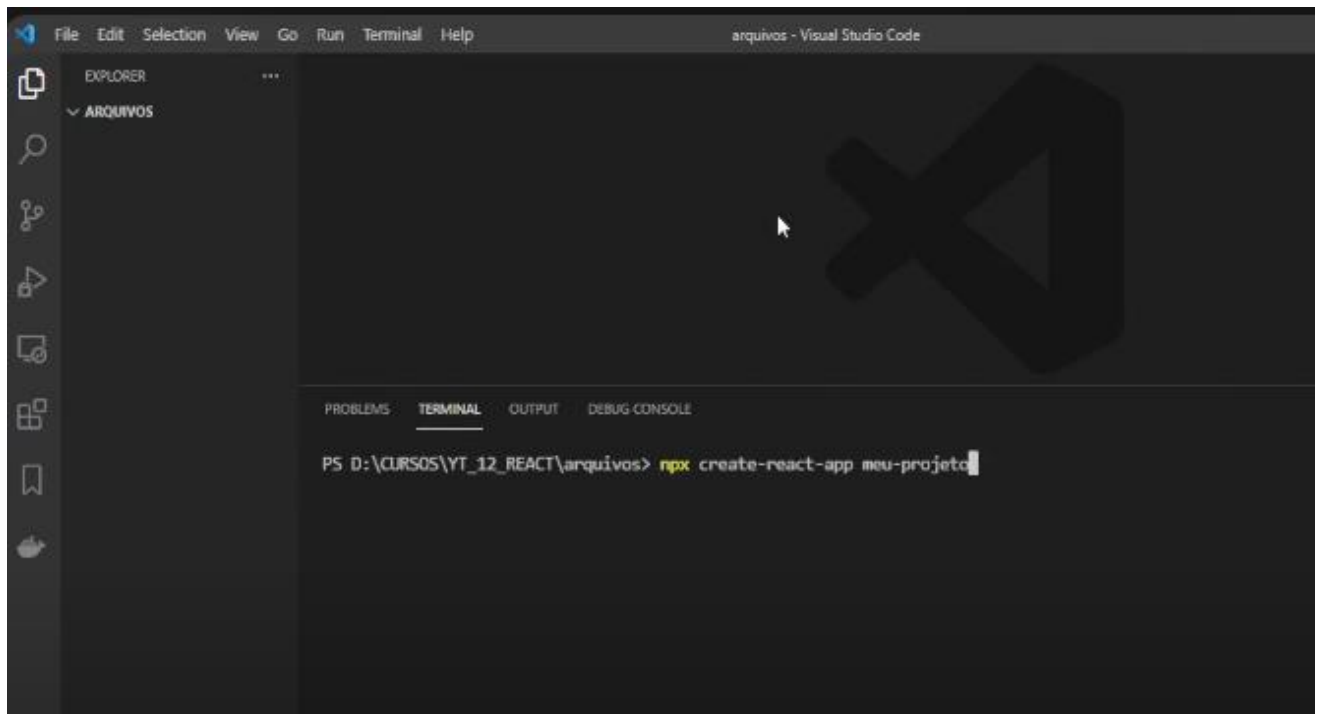 File Edit Selection View Go Run Terminal Help arquivos - Visual Studio Code
EXPLORER ...
ARQUIVOS
PROBLEMS TERMINAL OUTPUT DEBUG CONSOLE
PS D:\CURSOS\YT_12_REACT\arquivos> npx create-react-app meu-projeto